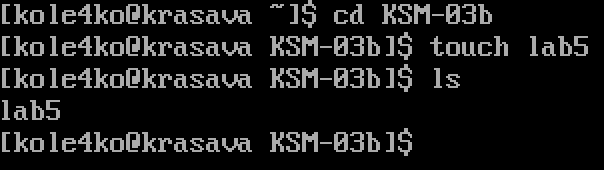 [kole4ko@krasava ~]$ cd KSM-03b
[kole4ko@krasava KSM-03b]$ touch lab5
[kole4ko@krasava KSM-03b]$ ls
lab5
[kole4ko@krasava KSM-03b]$